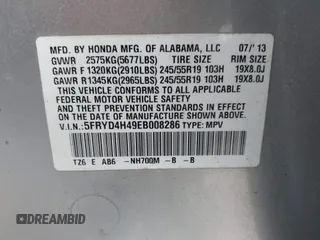 MFD. BY HONDA MFG. OF ALABAMA, LLC 07/'13
GVWR 2575KG(5677LBS) TIRE SIZE RIM SIZE
GAWR F 1320KG(2910LBS) 245/55R19 103H 19X8.0J
GAWR R 1345KG(2965LBS) 245/55R19 103H 19X8.0J
THIS VEHICLE CONFORMS TO ALL APPLICABLE
FEDERAL MOTOR VEHICLE SAFETY AND THEFT
PREVENTION STANDARDS IN EFFECT ON THE DATE OF
MANUFACTURE SHOWN ABOVE.
V.I.N.: 5FRYD4H49EB008286 TYPE: MPV
TZ6 E AB6 -NH700M -B -B
AUTOBIDMASTER